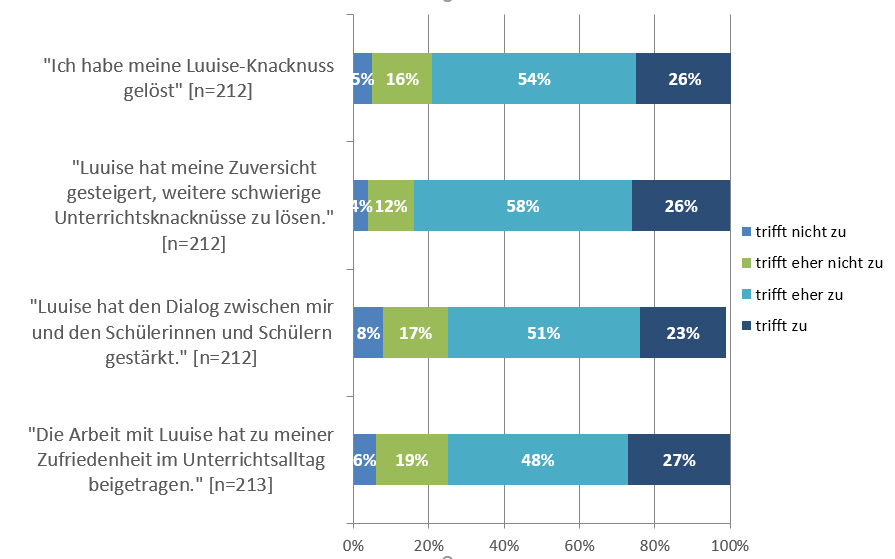 "Ich habe meine Luuise-Knacknuss
gelöst" [n=212]
5% 16% 54% 26%
"Luuise hat meine Zuversicht
gesteigert, weitere schwierige
Unterrichtsknacknüsse zu lösen."
[n=212]
4% 12% 58% 26%
"Luuise hat den Dialog zwischen mir
und den Schülerinnen und Schülern
gestärkt." [n=212]
8% 17% 51% 23%
"Die Arbeit mit Luuise hat zu meiner
Zufriedenheit im Unterrichtsalltag
beigetragen." [n=213]
6% 19% 48% 27%
0% 20% 40% 60% 80% 100%
trifft nicht zu
trifft eher nicht zu
trifft eher zu
trifft zu